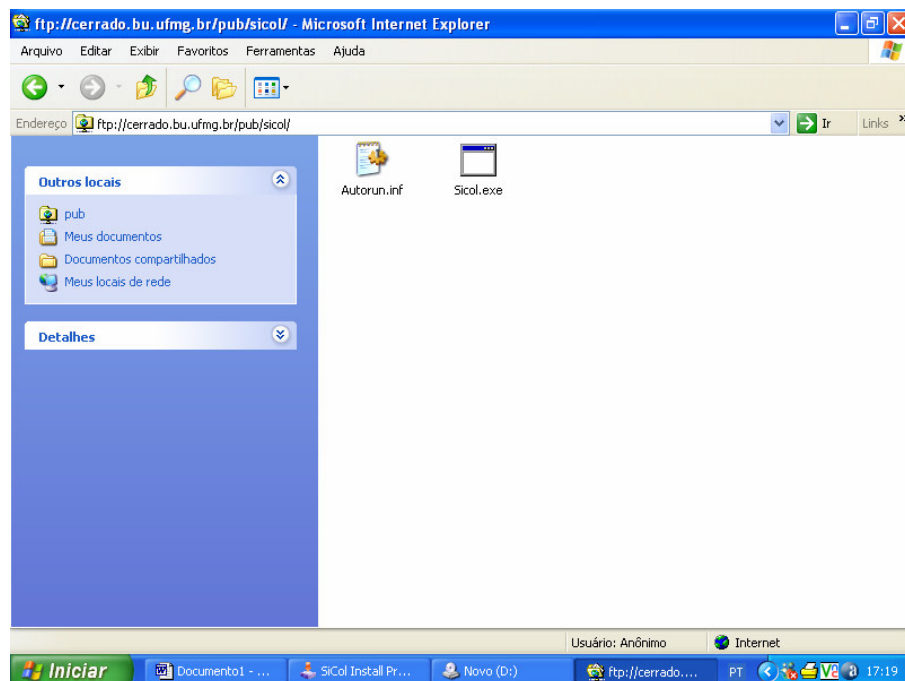 ftp://cerrado.bu.ufmg.br/pub/sicol/ - Microsoft Internet Explorer
Arquivo Editar Exibir Favoritos Ferramentas Ajuda
Endereço ftp://cerrado.bu.ufmg.br/pub/sicol/ Ir Links »
Outros locais
pub
Meus documentos
Documentos compartilhados
Meus locais de rede
Detalhes
Autorun.inf Sicol.exe
Usuário: Anônimo Internet
Iniciar Documento1 - ... SiCol Install Pr... Novo (D:) ftp://cerrado.... PT 17:19